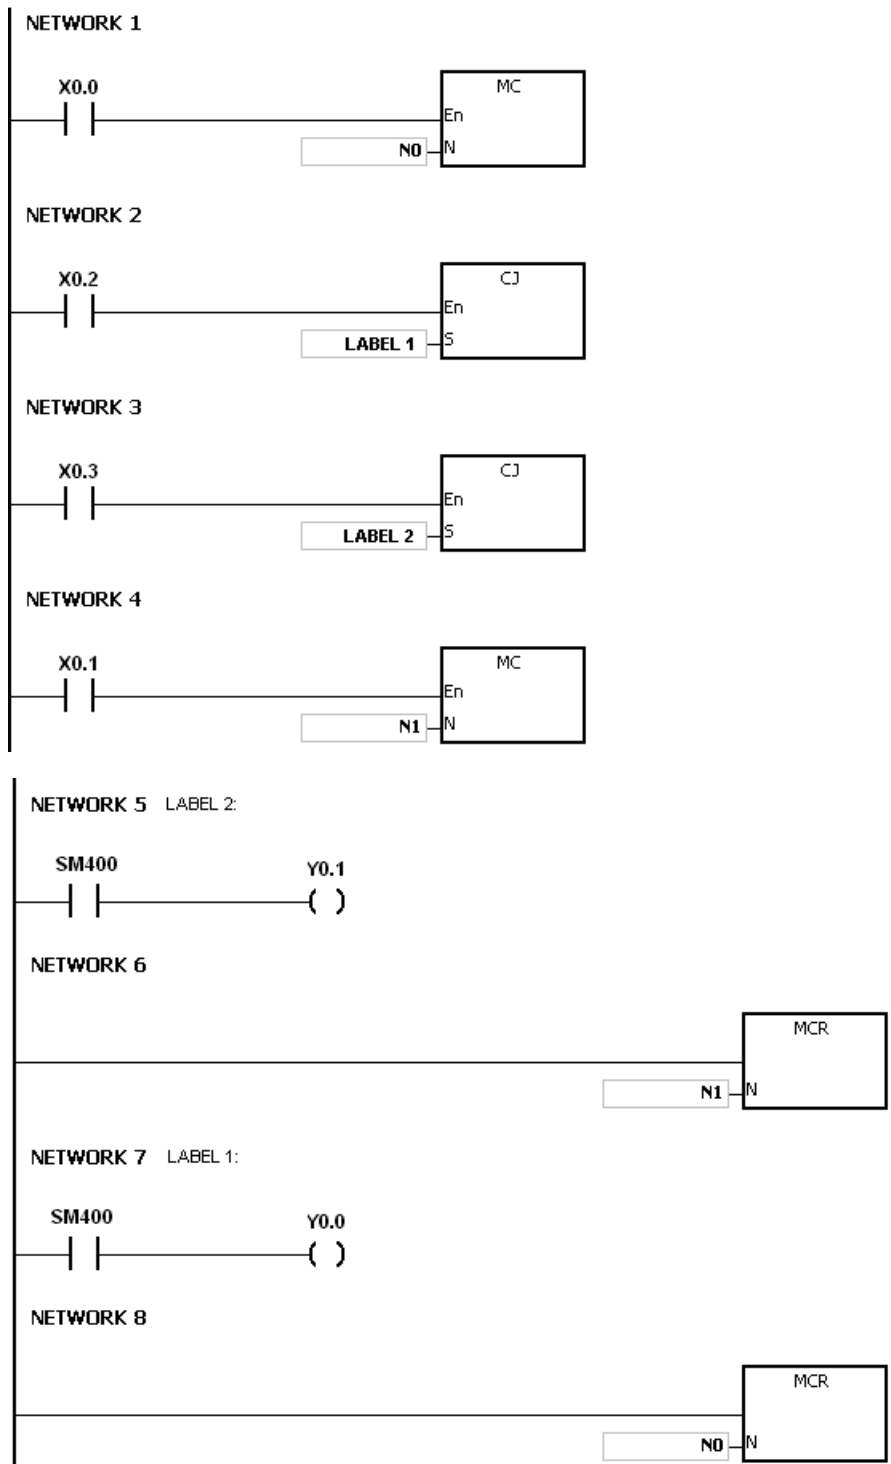 NETWORK 1
X0.0
MC
En
N0 N
NETWORK 2
X0.2
CJ
En
LABEL 1 S
NETWORK 3
X0.3
CJ
En
LABEL 2 S
NETWORK 4
X0.1
MC
En
N1 N
NETWORK 5 LABEL 2:
SM400 Y0.1
NETWORK 6
MCR
N1 N
NETWORK 7 LABEL 1:
SM400 Y0.0
NETWORK 8
MCR
N0 N